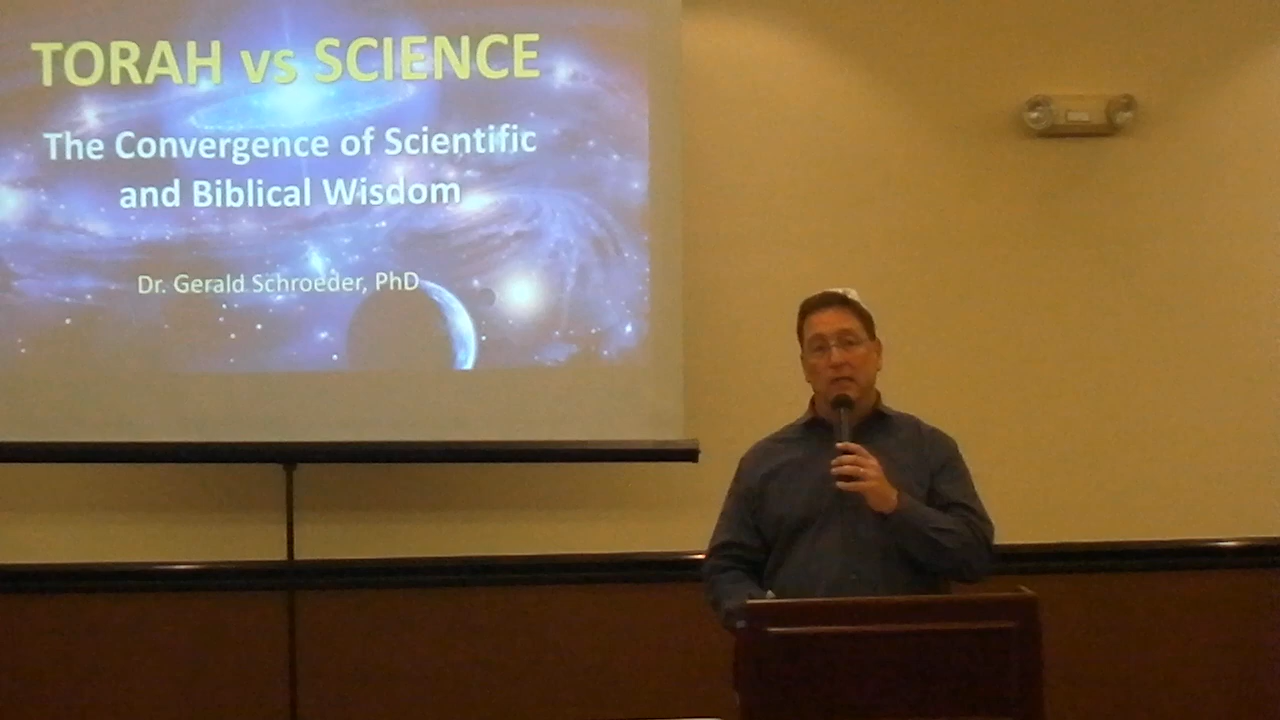 TORAH vs SCIENCE
The Convergence of Scientific
and Biblical Wisdom
Dr. Gerald Schroeder, PhD